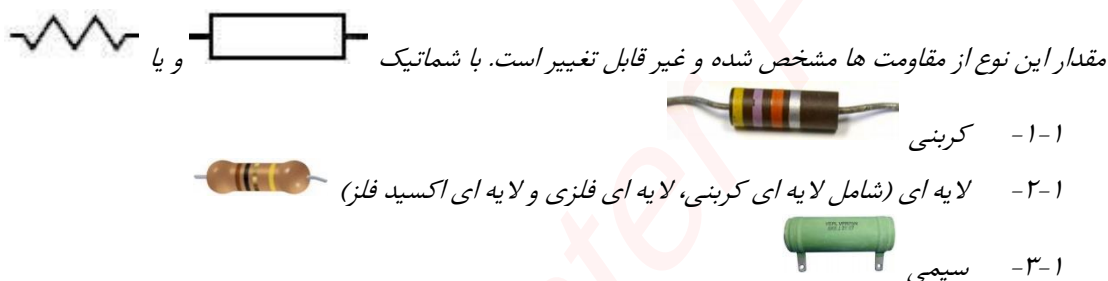 مقدار این نوع از مقاومت ها مشخص شده و غیر قابل تغییر است. با شماتیک و یا
۱-۱- کربنی
۱-۲- لایه ای (شامل لایه ای کربنی، لایه ای فلزی و لایه ای اکسید فلز)
۱-۳- سیمی